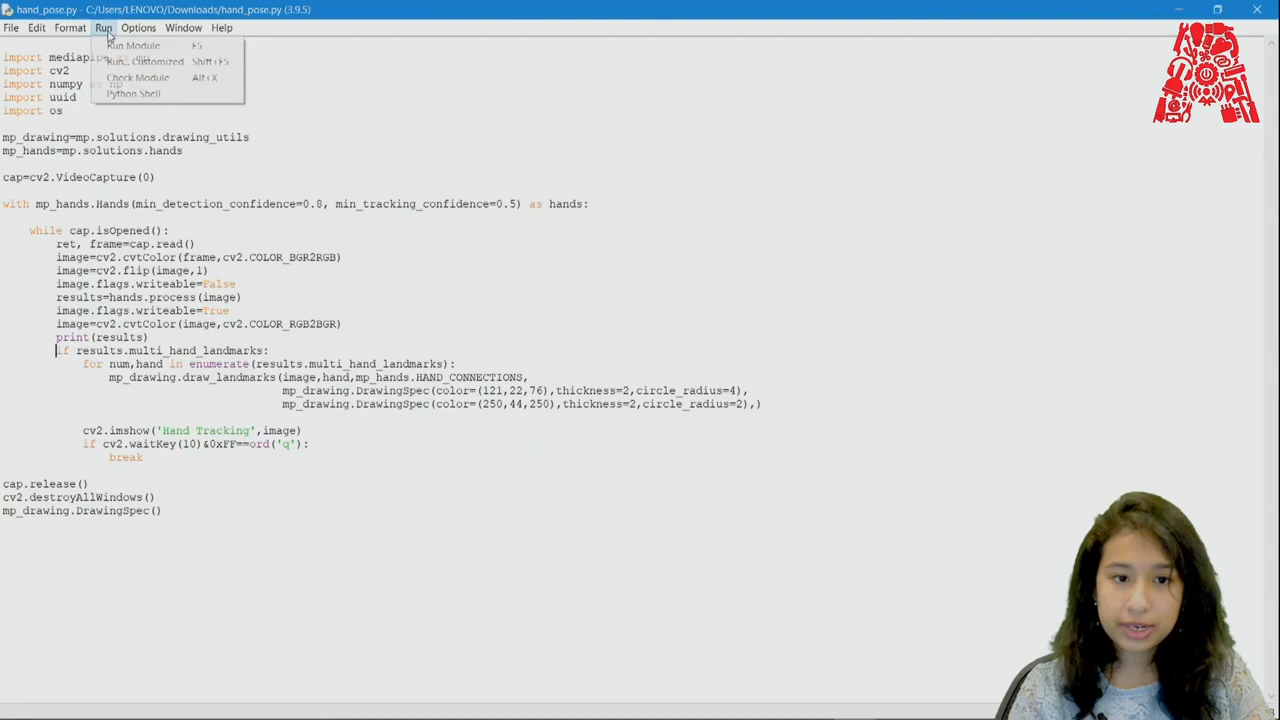 hand_pose.py - C:/Users/LENOVO/Downloads/hand_pose.py (3.9.5)
File Edit Format Run Options Window Help
Run Module F5
Run... Customized Shift+F5
Check Module Alt+X
Python Shell
import mediapipe as mp
import cv2
import numpy as np
import uuid
import os
mp_drawing=mp.solutions.drawing_utils
mp_hands=mp.solutions.hands
cap=cv2.VideoCapture(0)
with mp_hands.Hands(min_detection_confidence=0.8, min_tracking_confidence=0.5) as hands:
while cap.isOpened():
ret, frame=cap.read()
image=cv2.cvtColor(frame,cv2.COLOR_BGR2RGB)
image=cv2.flip(image,1)
image.flags.writeable=False
results=hands.process(image)
image.flags.writeable=True
image=cv2.cvtColor(image,cv2.COLOR_RGB2BGR)
print(results)
if results.multi_hand_landmarks:
for num,hand in enumerate(results.multi_hand_landmarks):
mp_drawing.draw_landmarks(image,hand,mp_hands.HAND_CONNECTIONS,
mp_drawing.DrawingSpec(color=(121,22,76),thickness=2,circle_radius=4),
mp_drawing.DrawingSpec(color=(250,44,250),thickness=2,circle_radius=2),)
cv2.imshow('Hand Tracking',image)
if cv2.waitKey(10)&0xFF==ord('q'):
break
cap.release()
cv2.destroyAllWindows()
mp_drawing.DrawingSpec()